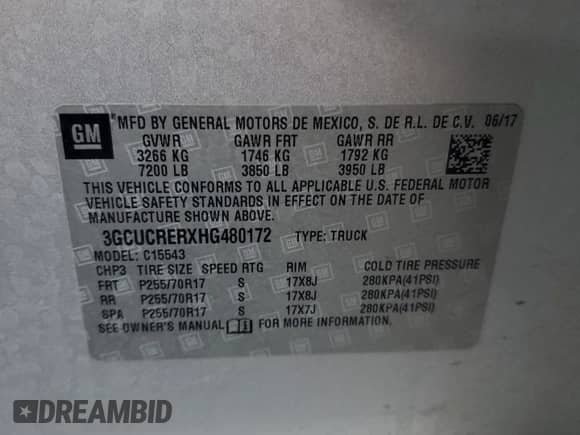 GM
MFD BY GENERAL MOTORS DE MEXICO, S. DE R.L. DE C.V. 06/17
GVWR GAWR FRT GAWR RR
3266 KG 1746 KG 1792 KG
7200 LB 3850 LB 3950 LB
THIS VEHICLE CONFORMS TO ALL APPLICABLE U.S. FEDERAL MOTOR
VEHICLE SAFETY STANDARDS IN EFFECT ON THE DATE OF
MANUFACTURE SHOWN ABOVE.
3GCUCRERXHG480172 TYPE: TRUCK
MODEL: C15543
CHP3 TIRE SIZE SPEED RTG RIM COLD TIRE PRESSURE
FRT P255/70R17 S 17X8J 280KPA(41PSI)
RR P255/70R17 S 17X8J 280KPA(41PSI)
SPA P255/70R17 S 17X7J 280KPA(41PSI)
SEE OWNER'S MANUAL FOR MORE INFORMATION.
DREAMBID